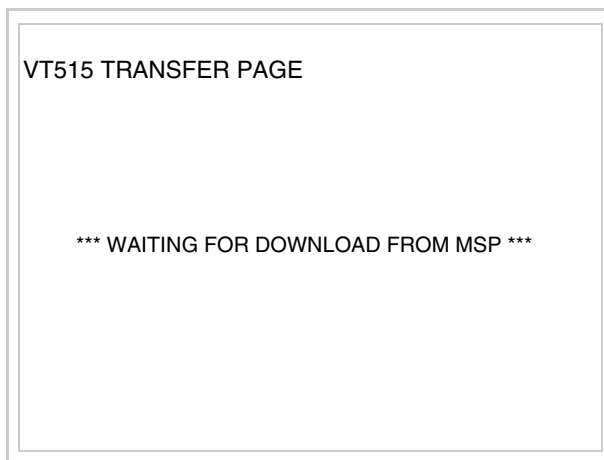 VT515 TRANSFER PAGE
*** WAITING FOR DOWNLOAD FROM MSP ***